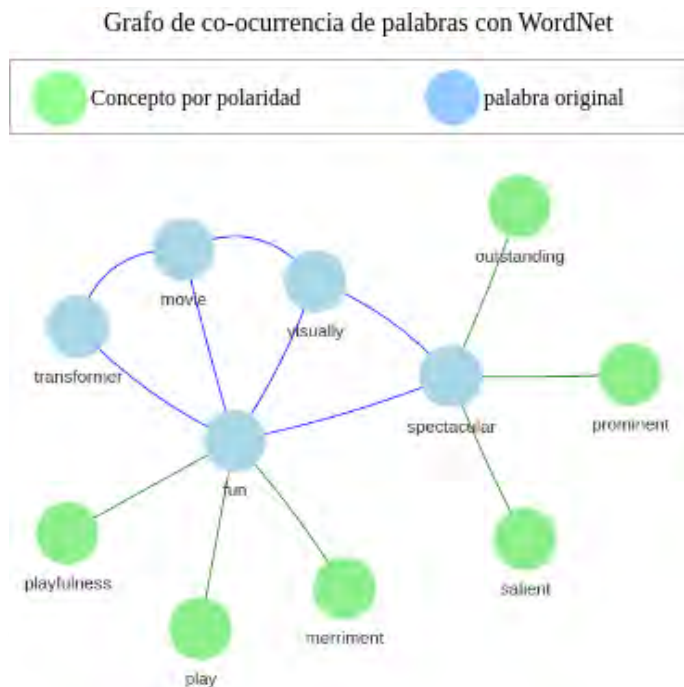 Grafo de co-ocurrencia de palabras con WordNet
Concepto por polaridad
palabra original
outstanding
movie
visually
transformer
spectacular
prominent
fun
playfulness
salient
merriment
play